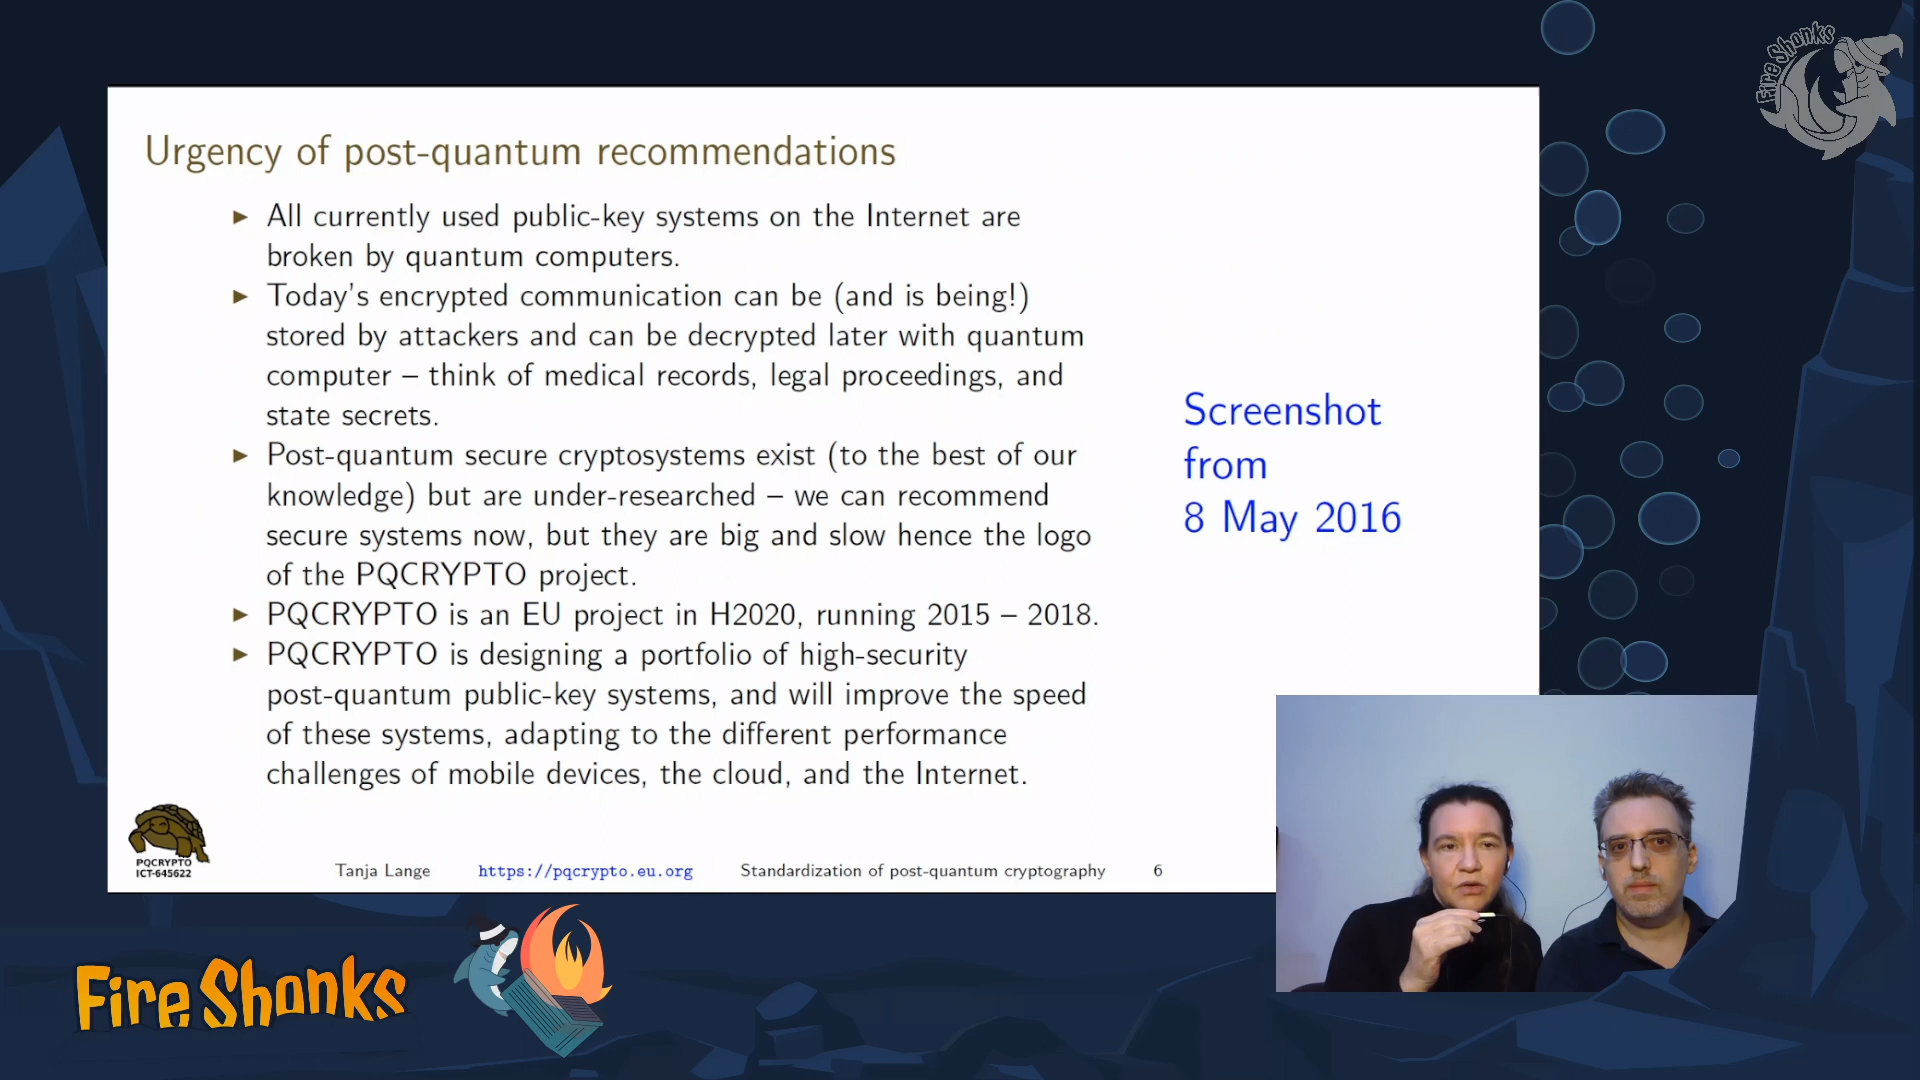 Fire Shonks
Urgency of post-quantum recommendations
▶ All currently used public-key systems on the Internet are
broken by quantum computers.
▶ Today's encrypted communication can be (and is being!)
stored by attackers and can be decrypted later with quantum
computer – think of medical records, legal proceedings, and
state secrets.
▶ Post-quantum secure cryptosystems exist (to the best of our
knowledge) but are under-researched – we can recommend
secure systems now, but they are big and slow hence the logo
of the PQCRYPTO project.
▶ PQCRYPTO is an EU project in H2020, running 2015 – 2018.
▶ PQCRYPTO is designing a portfolio of high-security
post-quantum public-key systems, and will improve the speed
of these systems, adapting to the different performance
challenges of mobile devices, the cloud, and the Internet.
Screenshot
from
8 May 2016
PQCRYPTO
ICT-645622
Tanja Lange https://pqcrypto.eu.org Standardization of post-quantum cryptography 6
Fire Shonks